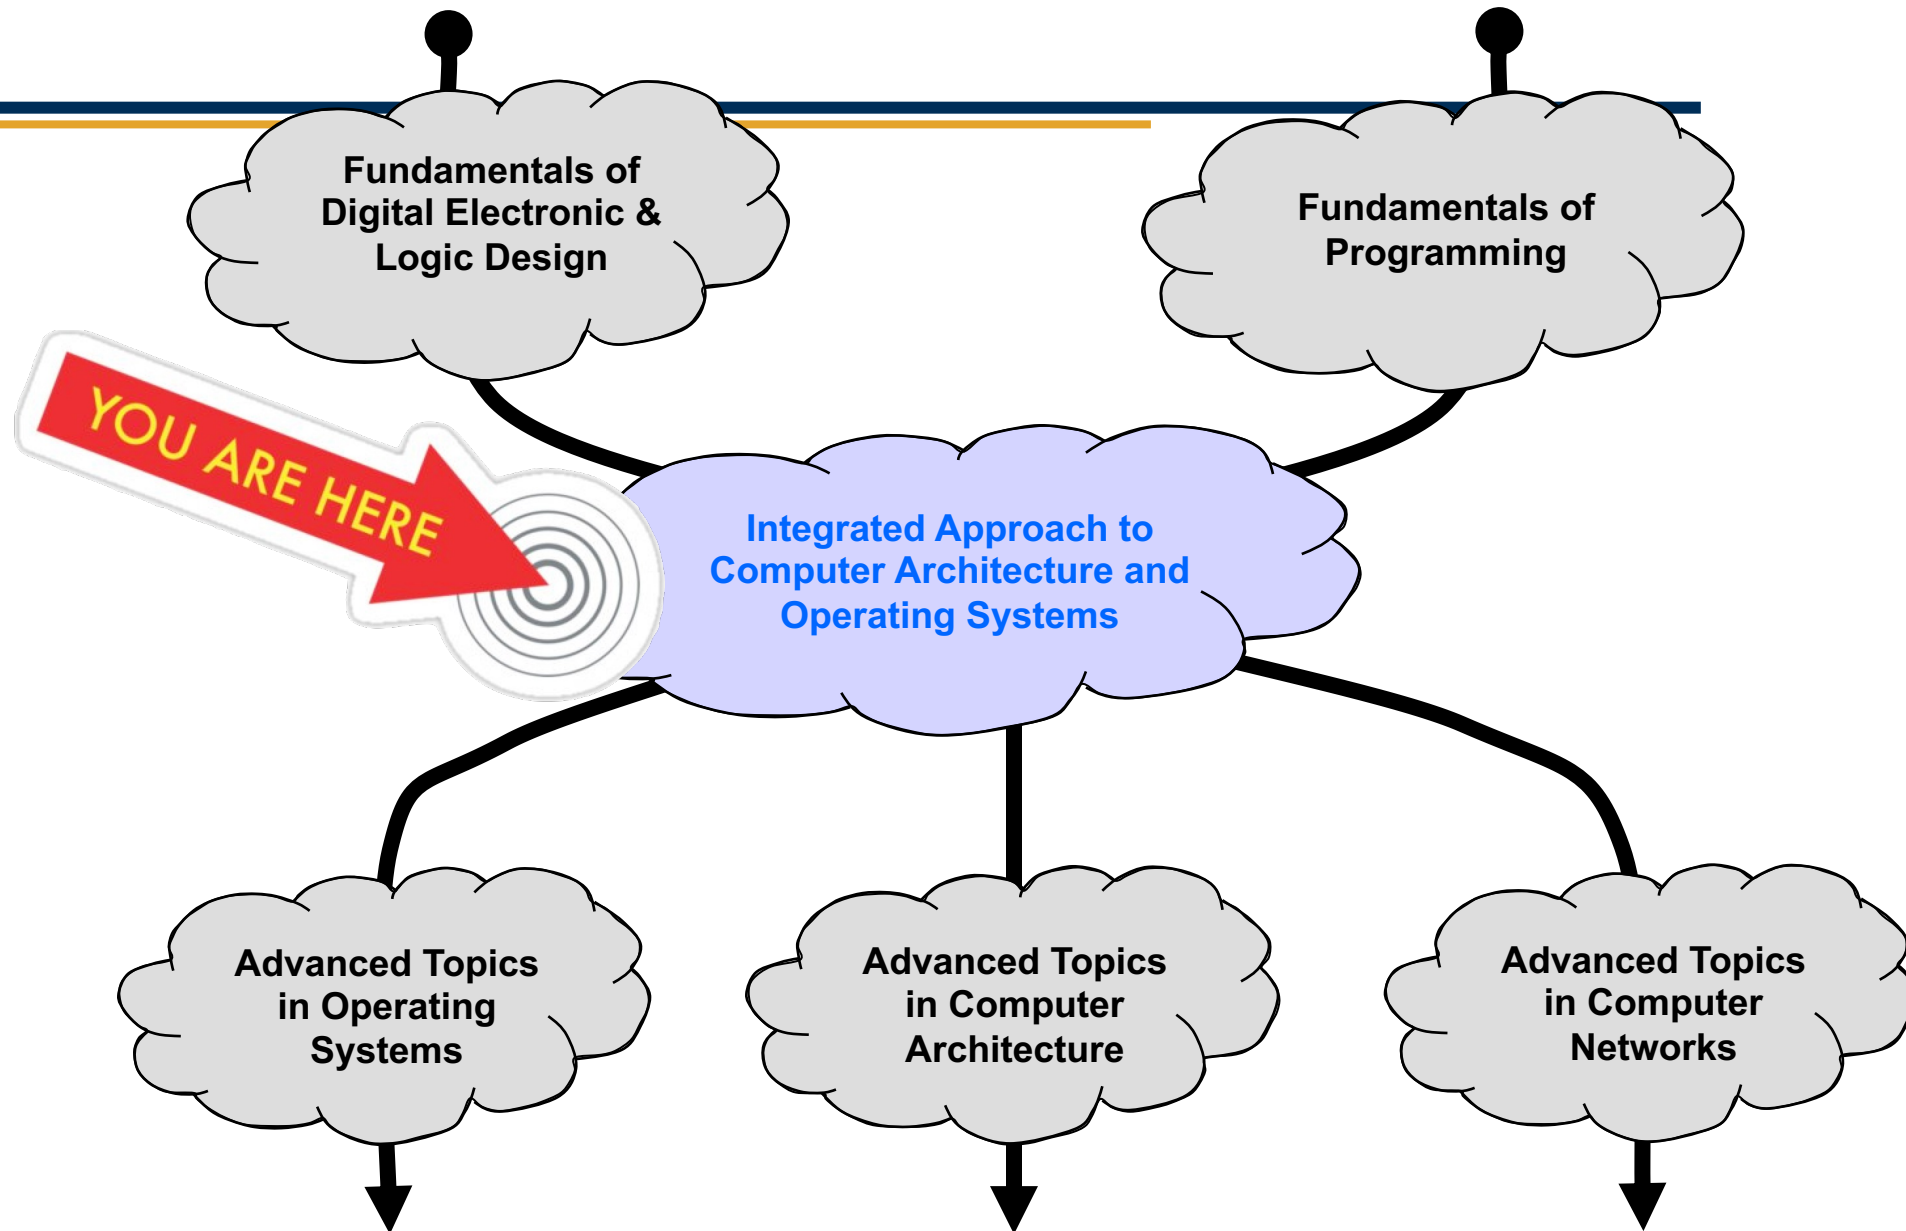 Fundamentals of
Digital Electronic &
Logic Design
Fundamentals of
Programming
YOU ARE HERE
Integrated Approach to
Computer Architecture and
Operating Systems
Advanced Topics
in Operating
Systems
Advanced Topics
in Computer
Architecture
Advanced Topics
in Computer
Networks